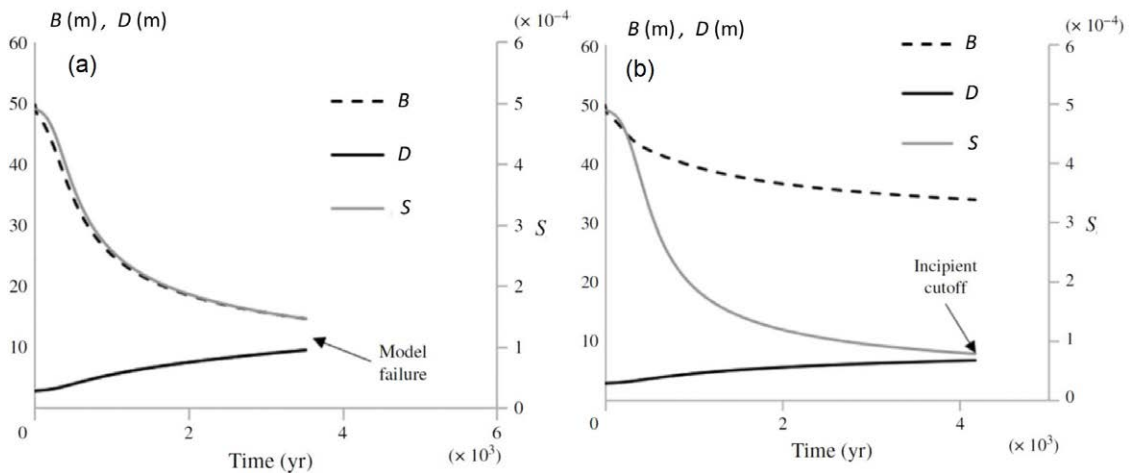 B (m) , D (m)
(× 10⁻⁴)
(a)
60
50
40
30
20
10
6
5
4
3
2
1
0
S
B
D
S
Model
failure
0
2
4
6
Time (yr)
(× 10³)
B (m) , D (m)
(× 10⁻⁴)
(b)
60
50
40
30
20
10
6
5
4
3
2
1
0
S
B
D
S
Incipient
cutoff
0
2
4
Time (yr)
(× 10³)